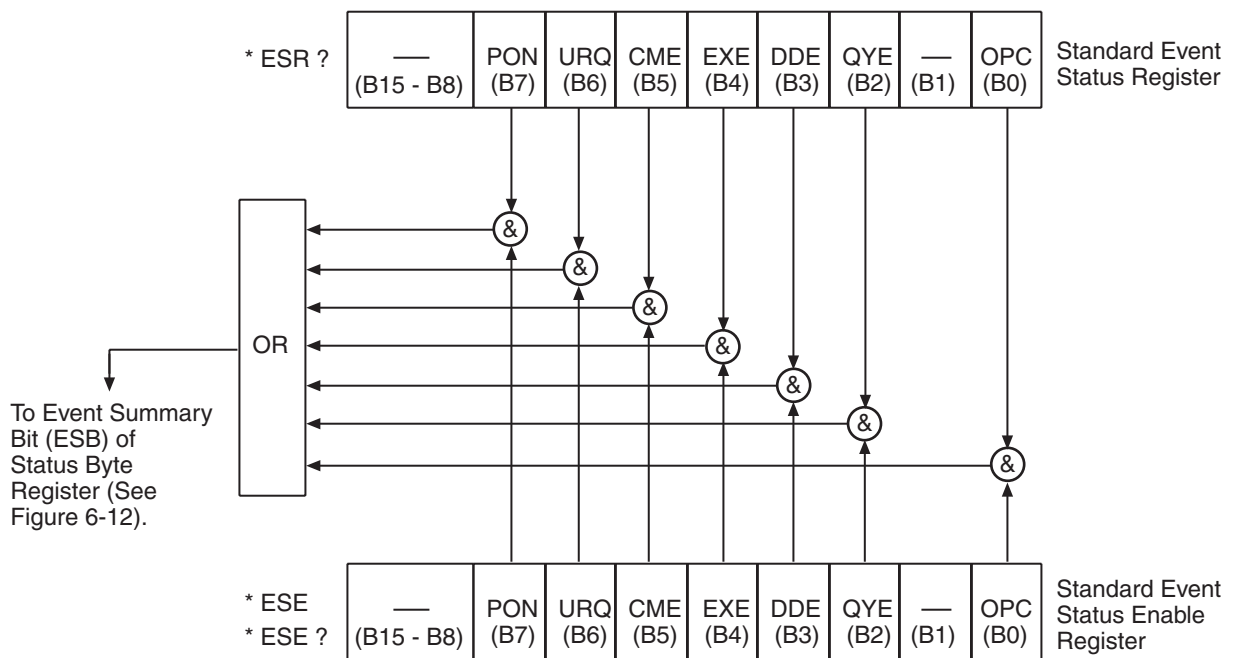 * ESR ?
—
(B15 - B8)
PON
(B7)
URQ
(B6)
CME
(B5)
EXE
(B4)
DDE
(B3)
QYE
(B2)
—
(B1)
OPC
(B0)
Standard Event
Status Register
&
&
&
&
&
&
&
OR
To Event Summary
Bit (ESB) of
Status Byte
Register (See
Figure 6-12).
* ESE
* ESE ?
—
(B15 - B8)
PON
(B7)
URQ
(B6)
CME
(B5)
EXE
(B4)
DDE
(B3)
QYE
(B2)
—
(B1)
OPC
(B0)
Standard Event
Status Enable
Register